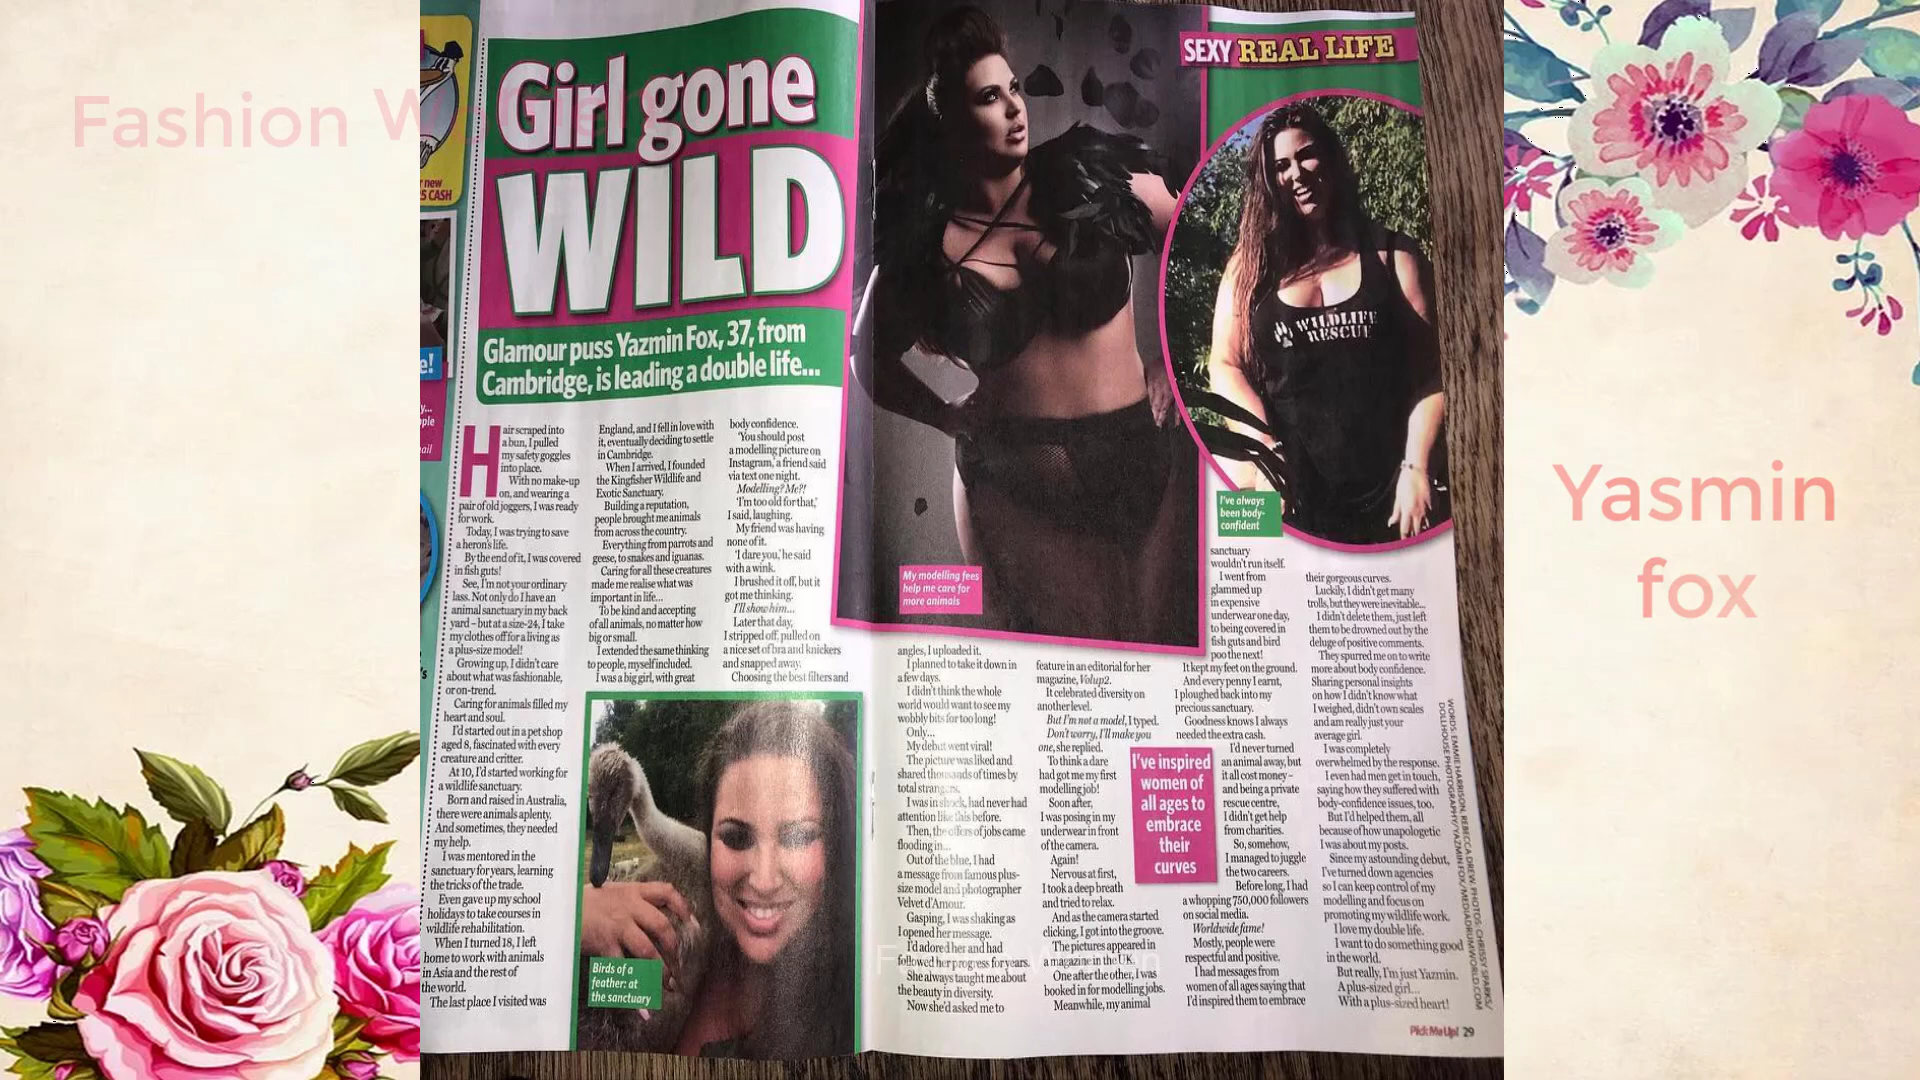 Fashion W
r new
5 CASH
e!
y...
ple
ail
's
Girl gone
WILD
Glamour puss Yazmin Fox, 37, from
Cambridge, is leading a double life...
Hair scraped into
a bun, I pulled
my safety goggles
into place.
With no make-up
on, and wearing a
pair of old joggers, I was ready
for work.
Today, I was trying to save
a heron's life.
By the end of it, I was covered
in fish guts!
See, I'm not your ordinary
lass. Not only do I have an
animal sanctuary in my back
yard – but at a size-24, I take
my clothes off for a living as
a plus-size model!
Growing up, I didn't care
about what was fashionable,
or on-trend.
Caring for animals filled my
heart and soul.
I'd started out in a pet shop
aged 8, fascinated with every
creature and critter.
At 10, I'd started working for
a wildlife sanctuary.
Born and raised in Australia,
there were animals aplenty.
And sometimes, they needed
my help.
I was mentored in the
sanctuary for years, learning
the tricks of the trade.
Even gave up my school
holidays to take courses in
wildlife rehabilitation.
When I turned 18, I left
home to work with animals
in Asia and the rest of
the world.
The last place I visited was
England, and I fell in love with
it, eventually deciding to settle
in Cambridge.
When I arrived, I founded
the Kingfisher Wildlife and
Exotic Sanctuary.
Building a reputation,
people brought me animals
from across the country.
Everything from parrots and
geese, to snakes and iguanas.
Caring for all these creatures
made me realise what was
important in life...
To be kind and accepting
of all animals, no matter how
big or small.
I extended the same thinking
to people, myself included.
I was a big girl, with great
body confidence.
'You should post
a modelling picture on
Instagram,' a friend said
via text one night.
Modelling? Me?!
'I'm too old for that,'
I said, laughing.
My friend was having
none of it.
'I dare you,' he said
with a wink.
I brushed it off, but it
got me thinking.
I'll show him...
Later that day,
I stripped off, pulled on
a nice set of bra and knickers
and snapped away.
Choosing the best filters and
Birds of a
feather: at
the sanctuary
SEXY REAL LIFE
WILDLIFE
RESCUE
I've always
been body-
confident
My modelling fees
help me care for
more animals
angles, I uploaded it.
I planned to take it down in
a few days.
I didn't think the whole
world would want to see my
wobbly bits for too long!
Only...
My debut went viral!
The picture was liked and
shared thousands of times by
total strangers.
I was in shock, had never had
attention like this before.
Then, the offers of jobs came
flooding in...
Out of the blue, I had
a message from famous plus-
size model and photographer
Velvet d'Amour.
Gasping, I was shaking as
I opened her message.
I'd adored her and had
followed her progress for years.
She always taught me about
the beauty in diversity.
Now she'd asked me to
feature in an editorial for her
magazine, Volup2.
It celebrated diversity on
another level.
But I'm not a model, I typed.
Don't worry, I'll make you
one, she replied.
To think a dare
had got me my first
modelling job!
Soon after,
I was posing in my
underwear in front
of the camera.
Again!
Nervous at first,
I took a deep breath
and tried to relax.
And as the camera started
clicking, I got into the groove.
The pictures appeared in
a magazine in the UK.
One after the other, I was
booked in for modelling jobs.
Meanwhile, my animal
I've inspired
women of
all ages to
embrace
their
curves
sanctuary
wouldn't run itself.
I went from
glammed up
in expensive
underwear one day,
to being covered in
fish guts and bird
poo the next!
It kept my feet on the ground.
And every penny I earnt,
I ploughed back into my
precious sanctuary.
Goodness knows I always
needed the extra cash.
I'd never turned
an animal away, but
it all cost money –
and being a private
rescue centre,
I didn't get help
from charities.
So, somehow,
I managed to juggle
the two careers.
Before long, I had
a whopping 750,000 followers
on social media.
Worldwide fame!
Mostly, people were
respectful and positive.
I had messages from
women of all ages saying that
I'd inspired them to embrace
their gorgeous curves.
Luckily, I didn't get many
trolls, but they were inevitable...
I didn't delete them, just left
them to be drowned out by the
deluge of positive comments.
They spurred me on to write
more about body confidence.
Sharing personal insights
on how I didn't know what
I weighed, didn't own scales
and am really just your
average girl.
I was completely
overwhelmed by the response.
I even had men get in touch,
saying how they suffered with
body-confidence issues, too.
But I'd helped them, all
because of how unapologetic
I was about my posts.
Since my astounding debut,
I've turned down agencies
so I can keep control of my
modelling and focus on
promoting my wildlife work.
I love my double life.
I want to do something good
in the world.
But really, I'm just Yazmin.
A plus-sized girl...
With a plus-sized heart!
WORDS: EMMIE HARRISON, REBECCA DREW. PHOTOS: CHRISSY SPARKS/
DOLLHOUSE PHOTOGRAPHY/YAZMIN FOX/MEDIADRUMWORLD.COM
Pick Me Up! 29
Yasmin
fox